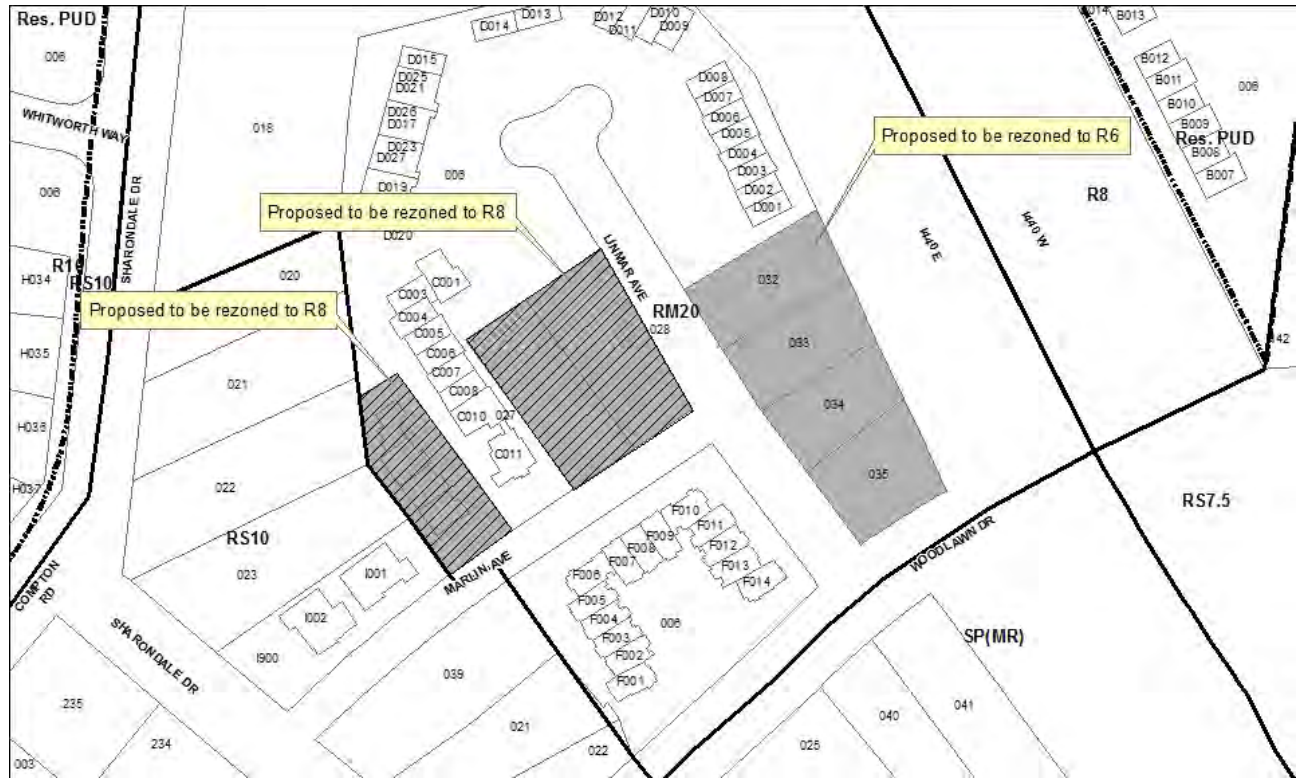 Res. PUD
006
WHITWORTH WAY
006
018
SHARONDALE DR
D014
D013
D012
D011
D010
D009
D015
D025
D021
D026
D017
D023
D027
D019
D020
006
D008
D007
D006
D005
D004
D003
D002
D001
Proposed to be rezoned to R6
014
B013
B012
B011
B010
B009
B008
B007
006
Res. PUD
R8
I440 E
I440 W
042
Proposed to be rezoned to R8
LINMAR AVE
RM20
028
032
033
034
035
H034
RS10
020
Proposed to be rezoned to R8
H035
H036
H037
021
022
RS10
023
C001
C003
C004
C005
C006
C007
C008
C010
027
C011
MARLIN AVE
I001
I002
I900
COMPTON
RD
SHARONDALE DR
F010
F009
F008
F007
F006
F005
F004
F003
F002
F001
F011
F012
F013
F014
006
WOODLAWN DR
RS7.5
SP(MR)
039
021
022
025
040
041
235
234
003